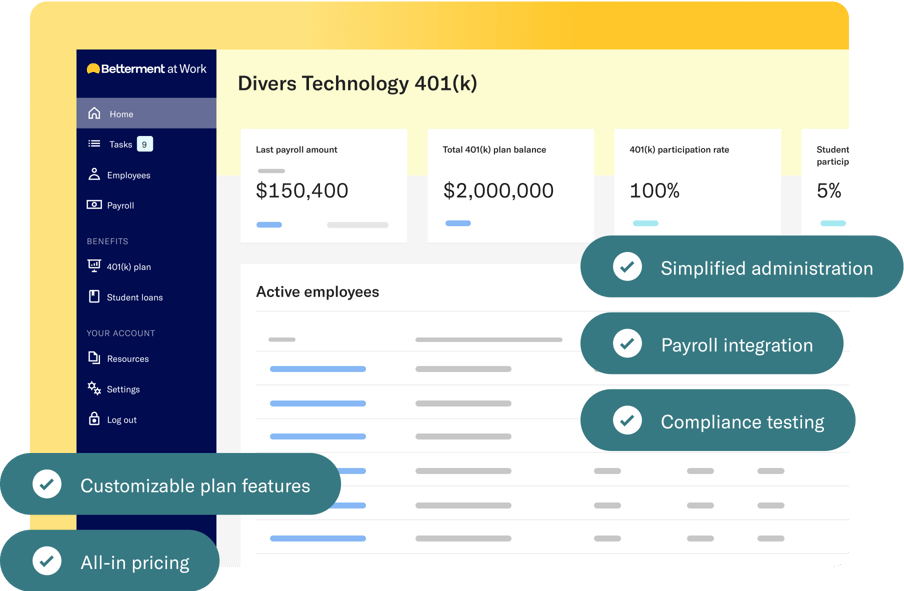 Betterment at Work
Home
Tasks 9
Employees
Payroll
BENEFITS
401(k) plan
Student loans
YOUR ACCOUNT
Resources
Settings
Log out
Divers Technology 401(k)
Last payroll amount
$150,400
Total 401(k) plan balance
$2,000,000
401(k) participation rate
100%
Student
particip
5%
Active employees
Simplified administration
Payroll integration
Compliance testing
Customizable plan features
All-in pricing